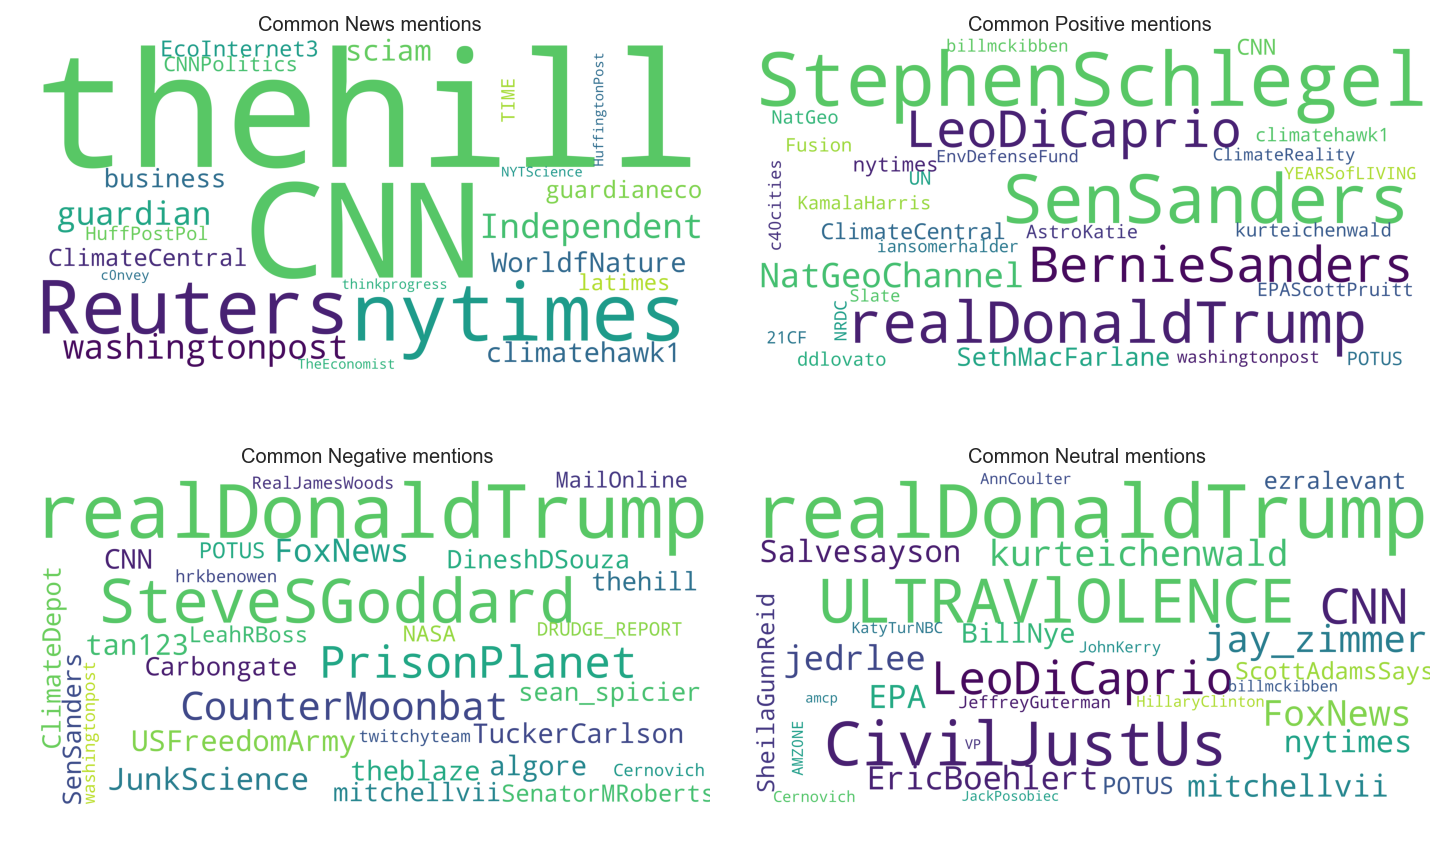 Common News mentions
EcoInternet3
sciam
CNNPolitics
thehill
TIME
HuffingtonPost
NYTScience
business
CNN
guardianeco
guardian
Independent
HuffPostPol
ClimateCentral
WorldfNature
c0nvey
thinkprogress
latimes
Reuters
nytimes
washingtonpost
climatehawk1
TheEconomist
Common Positive mentions
billmckibben
CNN
StephenSchlegel
NatGeo
LeoDiCaprio
climatehawk1
Fusion
nytimes
EnvDefenseFund
ClimateReality
UN
YEARSofLIVING
c40cities
KamalaHarris
SenSanders
ClimateCentral
AstroKatie
kurteichenwald
iansomerhalder
NatGeoChannel
BernieSanders
Slate
EPAScottPruitt
NRDC
realDonaldTrump
21CF
ddlovato
SethMacFarlane
washingtonpost
POTUS
Common Negative mentions
RealJamesWoods
MailOnline
realDonaldTrump
CNN
POTUS
FoxNews
DineshDSouza
hrkbenowen
thehill
ClimateDepot
SteveSGoddard
tan123
LeahRBoss
NASA
DRUDGE_REPORT
SenSanders
washingtonpost
Carbongate
PrisonPlanet
CounterMoonbat
sean_spicier
USFreedomArmy
twitchyteam
TuckerCarlson
JunkScience
theblaze
algore
Cernovich
mitchellvii
SenatorMRoberts
Common Neutral mentions
AnnCoulter
ezralevant
realDonaldTrump
Salvesayson
kurteichenwald
ULTRAVlOLENCE
CNN
SheilaGunnReid
KatyTurNBC
BillNye
JohnKerry
jay_zimmer
jedrlee
LeoDiCaprio
ScottAdamsSays
billmckibben
amcp
EPA
JeffreyGuterman
HillaryClinton
FoxNews
AMZONE
CivilJustUs
VP
nytimes
EricBoehlert
POTUS
mitchellvii
Cernovich
JackPosobiec